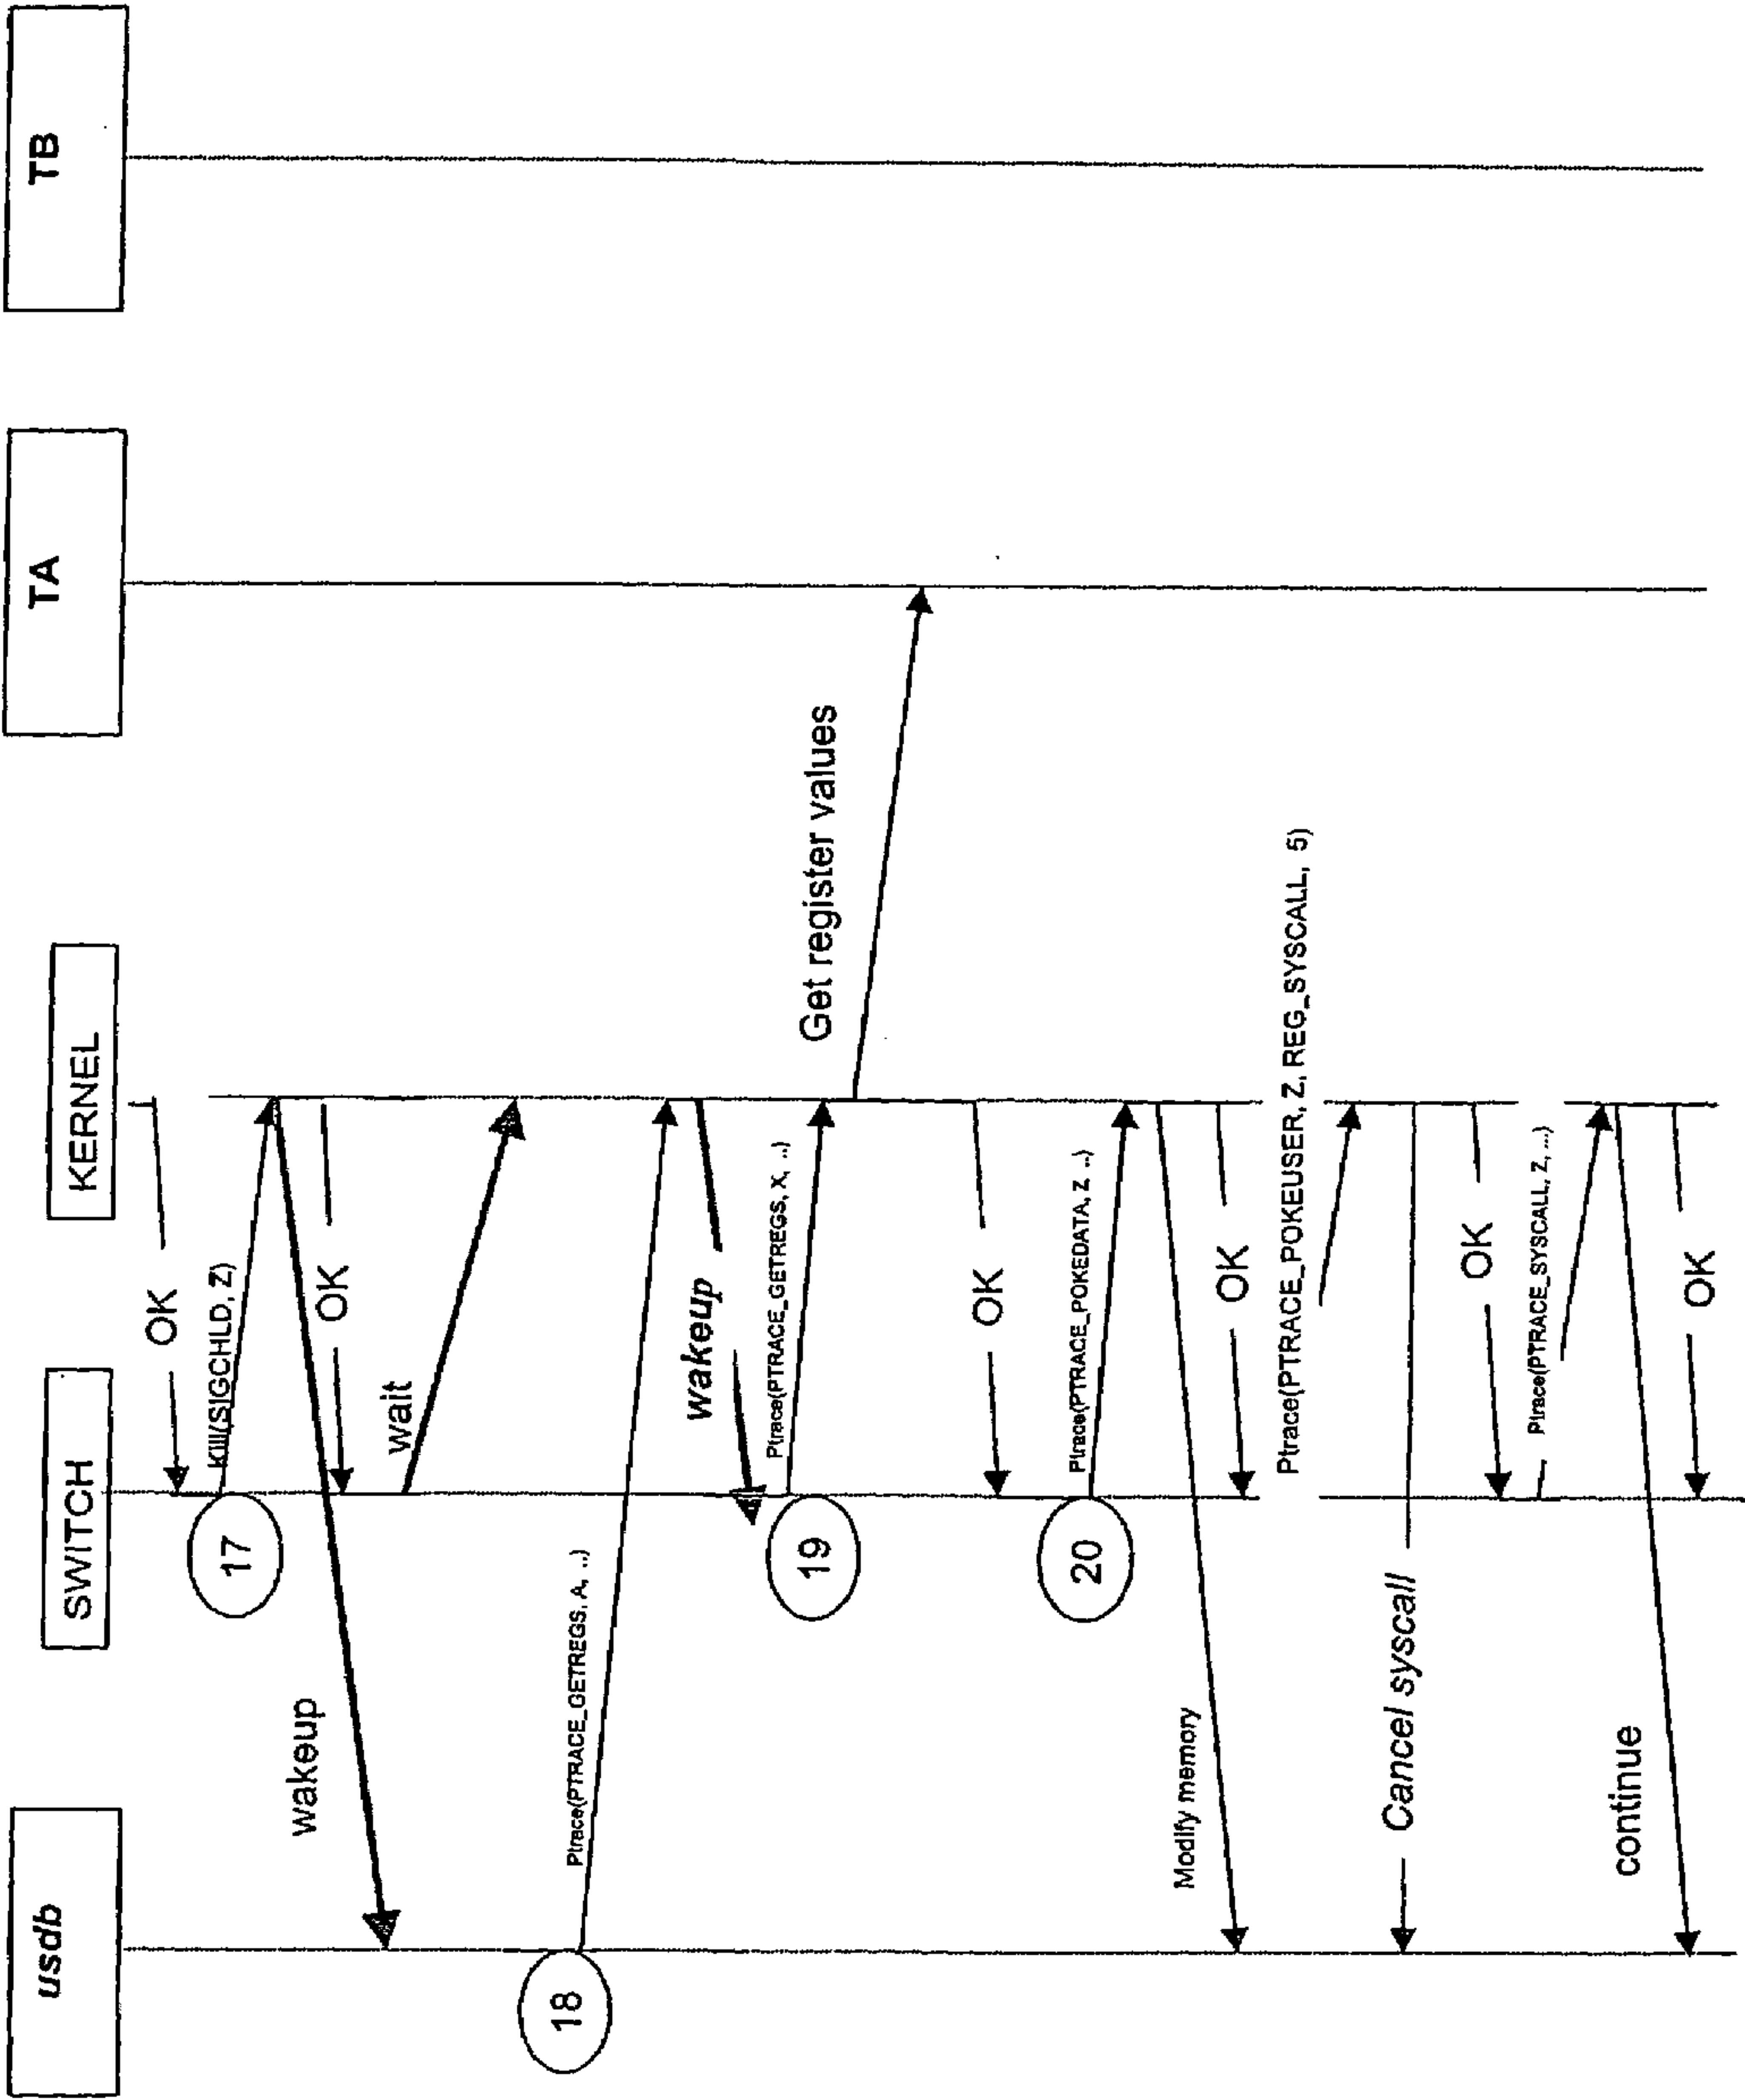 usdb
SWITCH
KERNEL
TA
TB
OK
Kill(SIGCHLD, Z)
17
wakeup
OK
wait
Ptrace(PTRACE_GETREGS, A, ..)
18
wakeup
Ptrace(PTRACE_GETREGS, X, ..)
19
Get register values
OK
Ptrace(PTRACE_POKEDATA, Z ..)
20
Modify memory
OK
Ptrace(PTRACE_POKEUSER, Z, REG_SYSCALL, 5)
Cancel syscall
OK
Ptrace(PTRACE_SYSCALL, Z, ...)
continue
OK